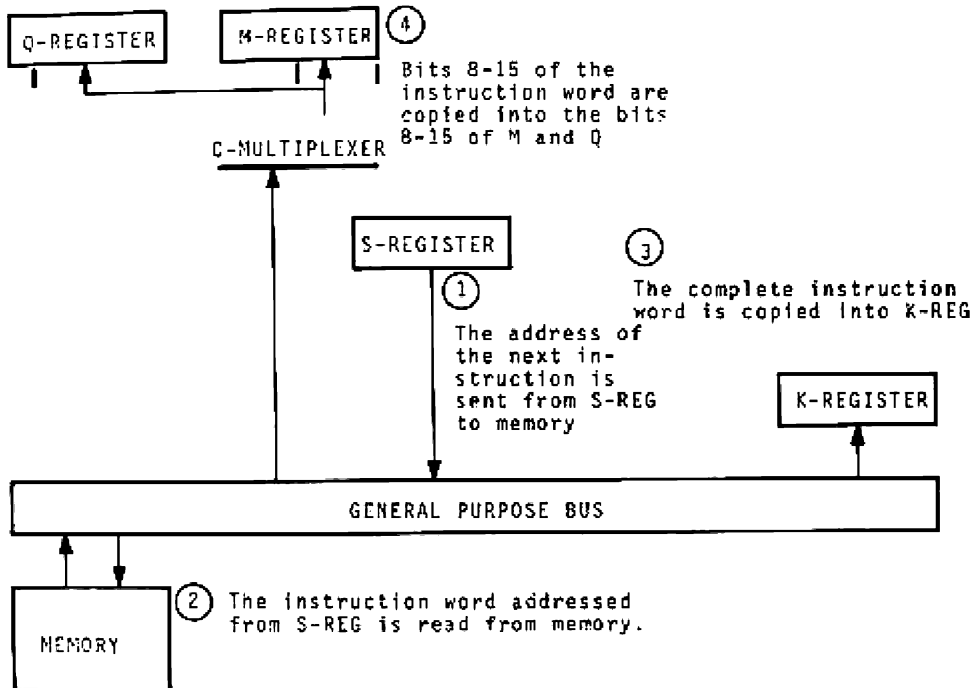 Q-REGISTER
M-REGISTER
4
Bits 8-15 of the
instruction word are
copied into the bits
8-15 of M and Q
C-MULTIPLEXER
S-REGISTER
1
The address of
the next in-
struction is
sent from S-REG
to memory
3
The complete instruction
word is copied into K-REG
K-REGISTER
GENERAL PURPOSE BUS
MEMORY
2
The instruction word addressed
from S-REG is read from memory.